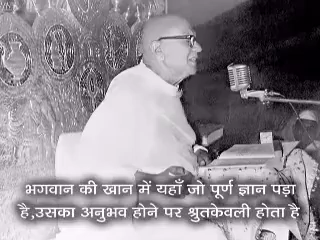 भगवान की खान में यहाँ जो पूर्ण ज्ञान पड़ा
है,उसका अनुभव होने पर श्रुतकेवली होता है